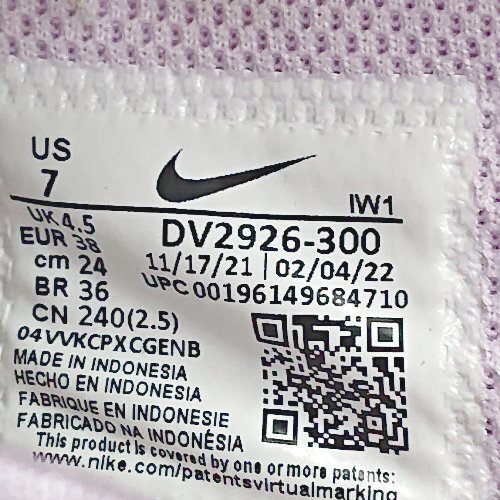 US
7
IW1
UK 4.5
EUR 38
cm 24
BR 36
CN 240(2.5)
DV2926-300
11/17/21 | 02/04/22
UPC 00196149684710
04VVKCPXCGENB
MADE IN INDONESIA
HECHO EN INDONESIA
FABRIQUE EN INDONESIE
FABRICADO NA INDONÉSIA
This product is covered by one or more patents:
www.nike.com/patentsvirtualmarking